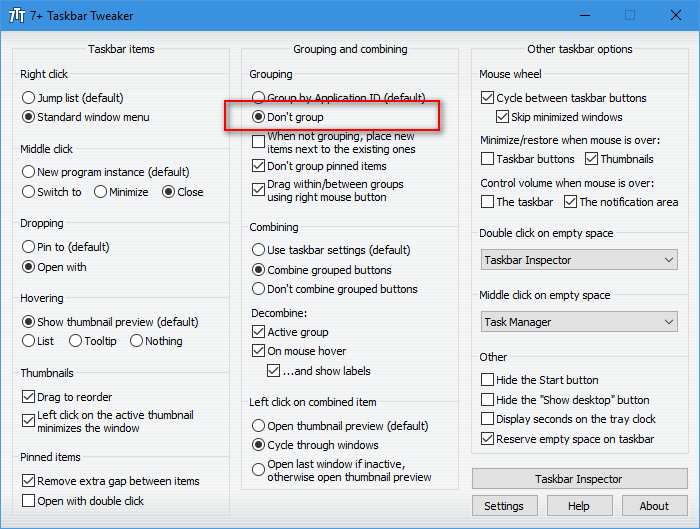 7+ Taskbar Tweaker
Taskbar items
Right click
Jump list (default)
Standard window menu
Middle click
New program instance (default)
Switch to Minimize Close
Dropping
Pin to (default)
Open with
Hovering
Show thumbnail preview (default)
List Tooltip Nothing
Thumbnails
Drag to reorder
Left click on the active thumbnail
minimizes the window
Pinned items
Remove extra gap between items
Open with double click
Grouping and combining
Grouping
Group by Application ID (default)
Don't group
When not grouping, place new
items next to the existing ones
Don't group pinned items
Drag within/between groups
using right mouse button
Combining
Use taskbar settings (default)
Combine grouped buttons
Don't combine grouped buttons
Decombine:
Active group
On mouse hover
...and show labels
Left click on combined item
Open thumbnail preview (default)
Cycle through windows
Open last window if inactive,
otherwise open thumbnail preview
Other taskbar options
Mouse wheel
Cycle between taskbar buttons
Skip minimized windows
Minimize/restore when mouse is over:
Taskbar buttons Thumbnails
Control volume when mouse is over:
The taskbar The notification area
Double click on empty space
Taskbar Inspector
Middle click on empty space
Task Manager
Other
Hide the Start button
Hide the "Show desktop" button
Display seconds on the tray clock
Reserve empty space on taskbar
Taskbar Inspector
Settings Help About